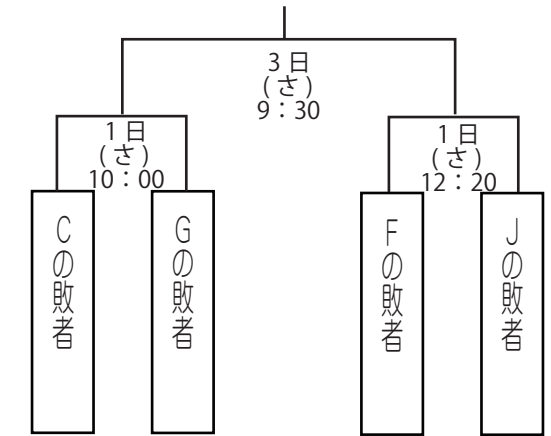 3日
(さ)
9：30
1日
(さ)
10：00
1日
(さ)
12：20
Cの敗者
Gの敗者
Fの敗者
Jの敗者